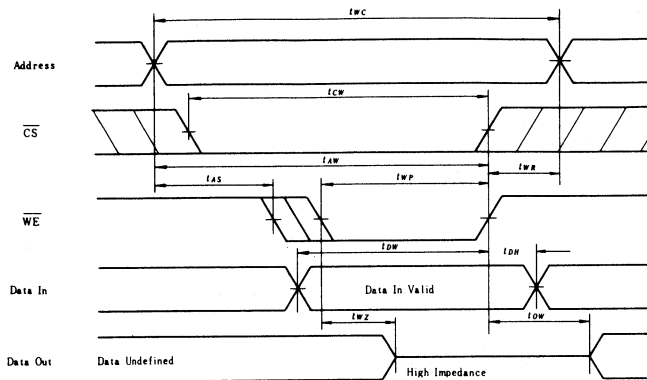 tWC
Address
tCW
CS
tAW
tWR
tAS
tWP
WE
tDW
tDH
Data In
Data In Valid
tWZ
tOW
Data Out
Data Undefined
High Impedance